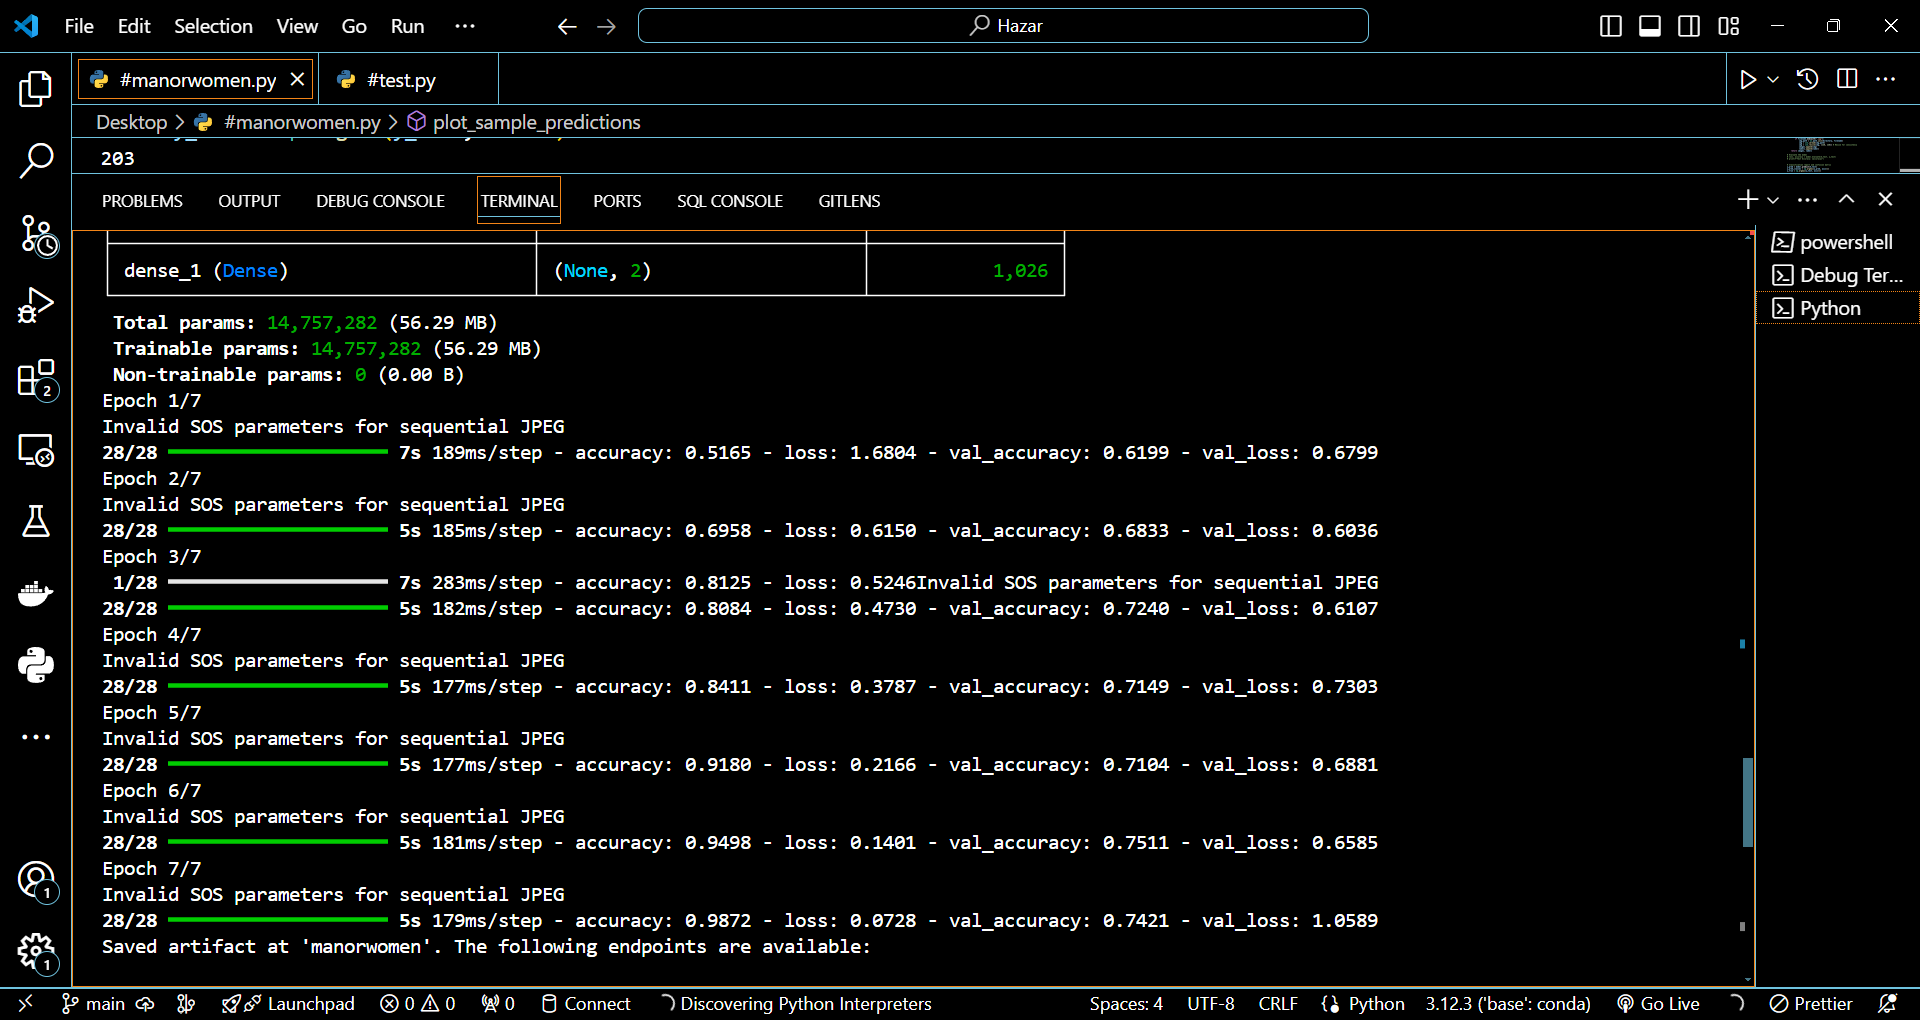 File Edit Selection View Go Run ··· Hazar
#manorwomen.py #test.py
Desktop > #manorwomen.py > plot_sample_predictions
203
PROBLEMS OUTPUT DEBUG CONSOLE TERMINAL PORTS SQL CONSOLE GITLENS
powershell
Debug Ter...
Python
dense_1 (Dense) (None, 2) 1,026
Total params: 14,757,282 (56.29 MB)
Trainable params: 14,757,282 (56.29 MB)
Non-trainable params: 0 (0.00 B)
Epoch 1/7
Invalid SOS parameters for sequential JPEG
28/28 7s 189ms/step - accuracy: 0.5165 - loss: 1.6804 - val_accuracy: 0.6199 - val_loss: 0.6799
Epoch 2/7
Invalid SOS parameters for sequential JPEG
28/28 5s 185ms/step - accuracy: 0.6958 - loss: 0.6150 - val_accuracy: 0.6833 - val_loss: 0.6036
Epoch 3/7
1/28 7s 283ms/step - accuracy: 0.8125 - loss: 0.5246Invalid SOS parameters for sequential JPEG
28/28 5s 182ms/step - accuracy: 0.8084 - loss: 0.4730 - val_accuracy: 0.7240 - val_loss: 0.6107
Epoch 4/7
Invalid SOS parameters for sequential JPEG
28/28 5s 177ms/step - accuracy: 0.8411 - loss: 0.3787 - val_accuracy: 0.7149 - val_loss: 0.7303
Epoch 5/7
Invalid SOS parameters for sequential JPEG
28/28 5s 177ms/step - accuracy: 0.9180 - loss: 0.2166 - val_accuracy: 0.7104 - val_loss: 0.6881
Epoch 6/7
Invalid SOS parameters for sequential JPEG
28/28 5s 181ms/step - accuracy: 0.9498 - loss: 0.1401 - val_accuracy: 0.7511 - val_loss: 0.6585
Epoch 7/7
Invalid SOS parameters for sequential JPEG
28/28 5s 179ms/step - accuracy: 0.9872 - loss: 0.0728 - val_accuracy: 0.7421 - val_loss: 1.0589
Saved artifact at 'manorwomen'. The following endpoints are available:
2
1
1
main Launchpad 0 0 0 Connect Discovering Python Interpreters Spaces: 4 UTF-8 CRLF Python 3.12.3 ('base': conda) Go Live Prettier